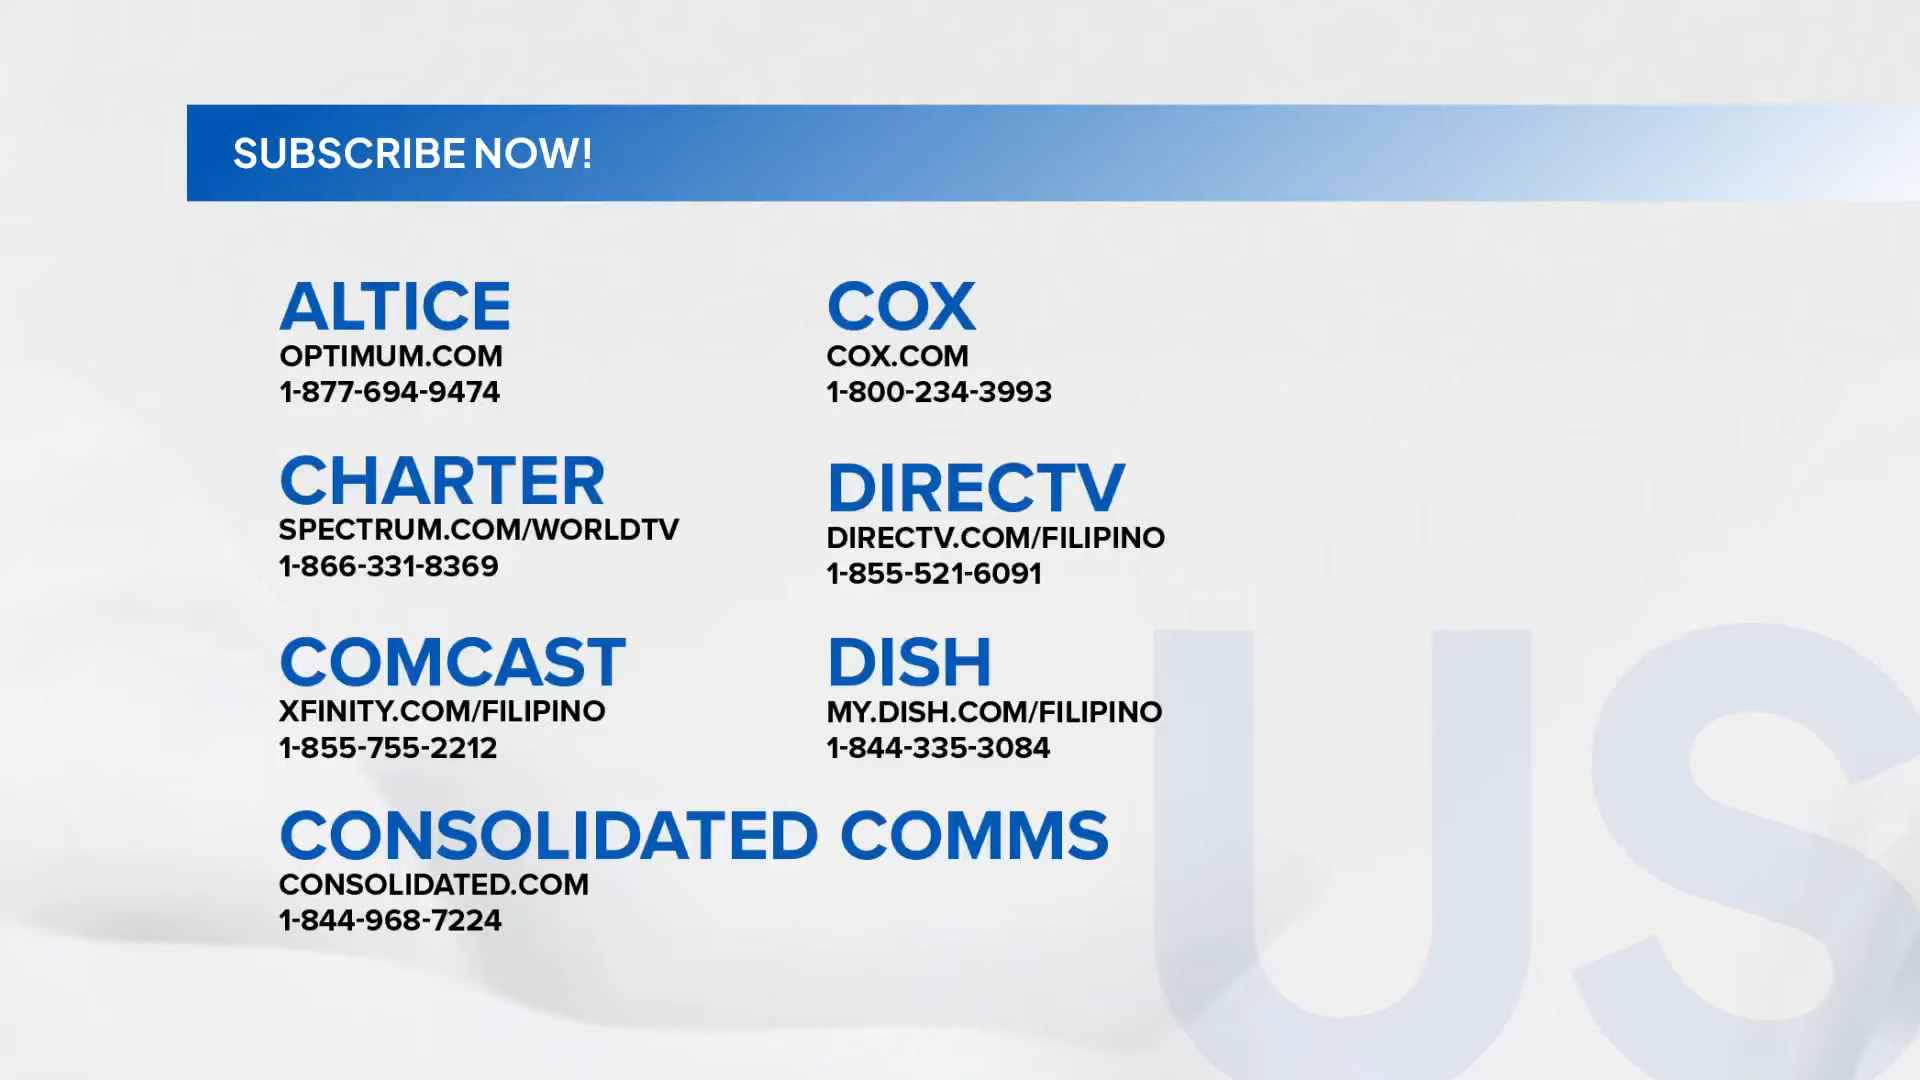 SUBSCRIBE NOW!
ALTICE
OPTIMUM.COM
1-877-694-9474
CHARTER
SPECTRUM.COM/WORLDTV
1-866-331-8369
COMCAST
XFINITY.COM/FILIPINO
1-855-755-2212
CONSOLIDATED COMMS
CONSOLIDATED.COM
1-844-968-7224
COX
COX.COM
1-800-234-3993
DIRECTV
DIRECTV.COM/FILIPINO
1-855-521-6091
DISH
MY.DISH.COM/FILIPINO
1-844-335-3084
US